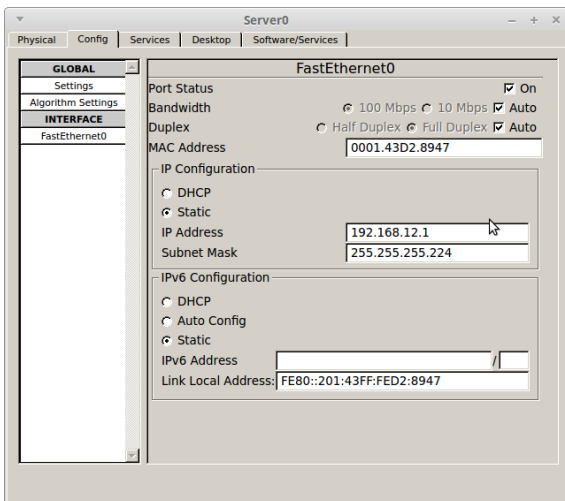 Server0
Physical Config Services Desktop Software/Services
GLOBAL
Settings
Algorithm Settings
INTERFACE
FastEthernet0
FastEthernet0
Port Status On
Bandwidth 100 Mbps 10 Mbps Auto
Duplex Half Duplex Full Duplex Auto
MAC Address 0001.43D2.8947
IP Configuration
DHCP
Static
IP Address 192.168.12.1
Subnet Mask 255.255.255.224
IPv6 Configuration
DHCP
Auto Config
Static
IPv6 Address /
Link Local Address: FE80::201:43FF:FED2:8947